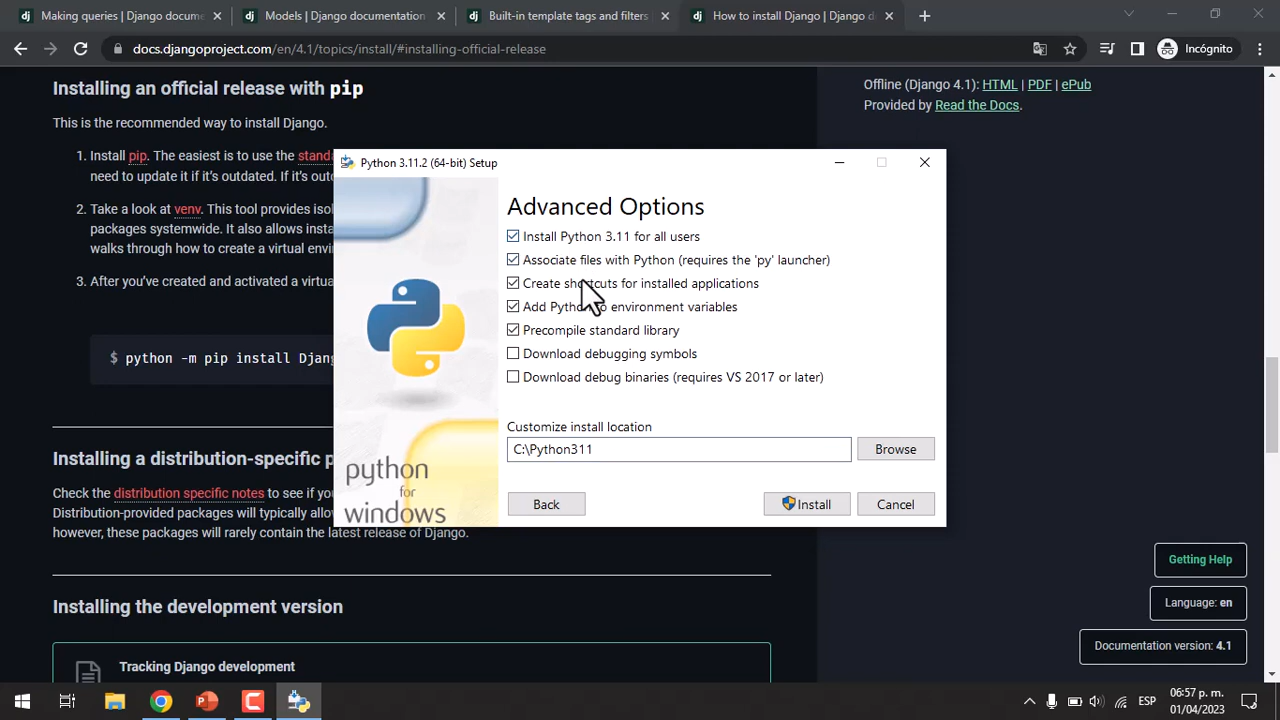 Making queries | Django docume
Models | Django documentation
Built-in template tags and filters
How to install Django | Django d
docs.djangoproject.com/en/4.1/topics/install/#installing-official-release
Incógnito
Installing an official release with pip
This is the recommended way to install Django.
1. Install pip. The easiest is to use the standa
need to update it if it's outdated. If it's outd
2. Take a look at venv. This tool provides isol
packages systemwide. It also allows insta
walks through how to create a virtual envir
3. After you've created and activated a virtual
$ python -m pip install Djang
Installing a distribution-specific p
Check the distribution specific notes to see if you
Distribution-provided packages will typically allow
however, these packages will rarely contain the latest release of Django.
Installing the development version
Tracking Django development
Offline (Django 4.1): HTML | PDF | ePub
Provided by Read the Docs.
Python 3.11.2 (64-bit) Setup
Advanced Options
Install Python 3.11 for all users
Associate files with Python (requires the 'py' launcher)
Create shortcuts for installed applications
Add Python to environment variables
Precompile standard library
Download debugging symbols
Download debug binaries (requires VS 2017 or later)
Customize install location
C:\Python311
Browse
Back
Install
Cancel
python
for
windows
Getting Help
Language: en
Documentation version: 4.1
ESP
06:57 p. m.
01/04/2023